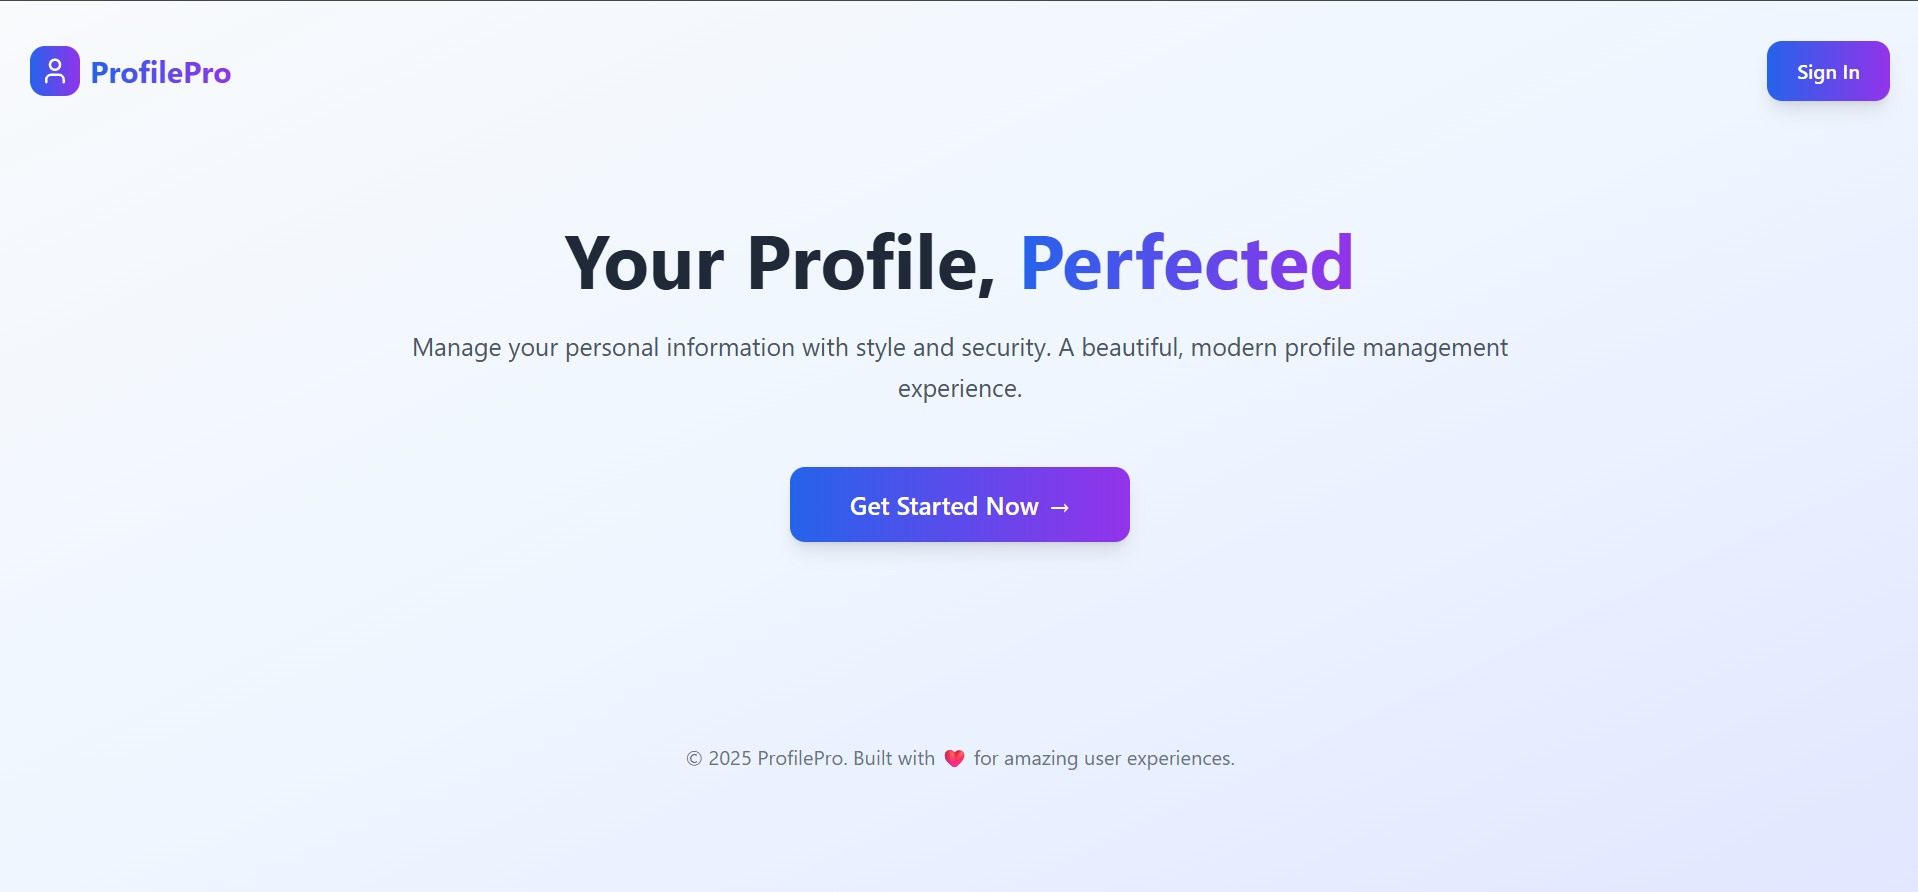 ProfilePro
Sign In
Your Profile, Perfected
Manage your personal information with style and security. A beautiful, modern profile management
experience.
Get Started Now →
© 2025 ProfilePro. Built with ❤️ for amazing user experiences.